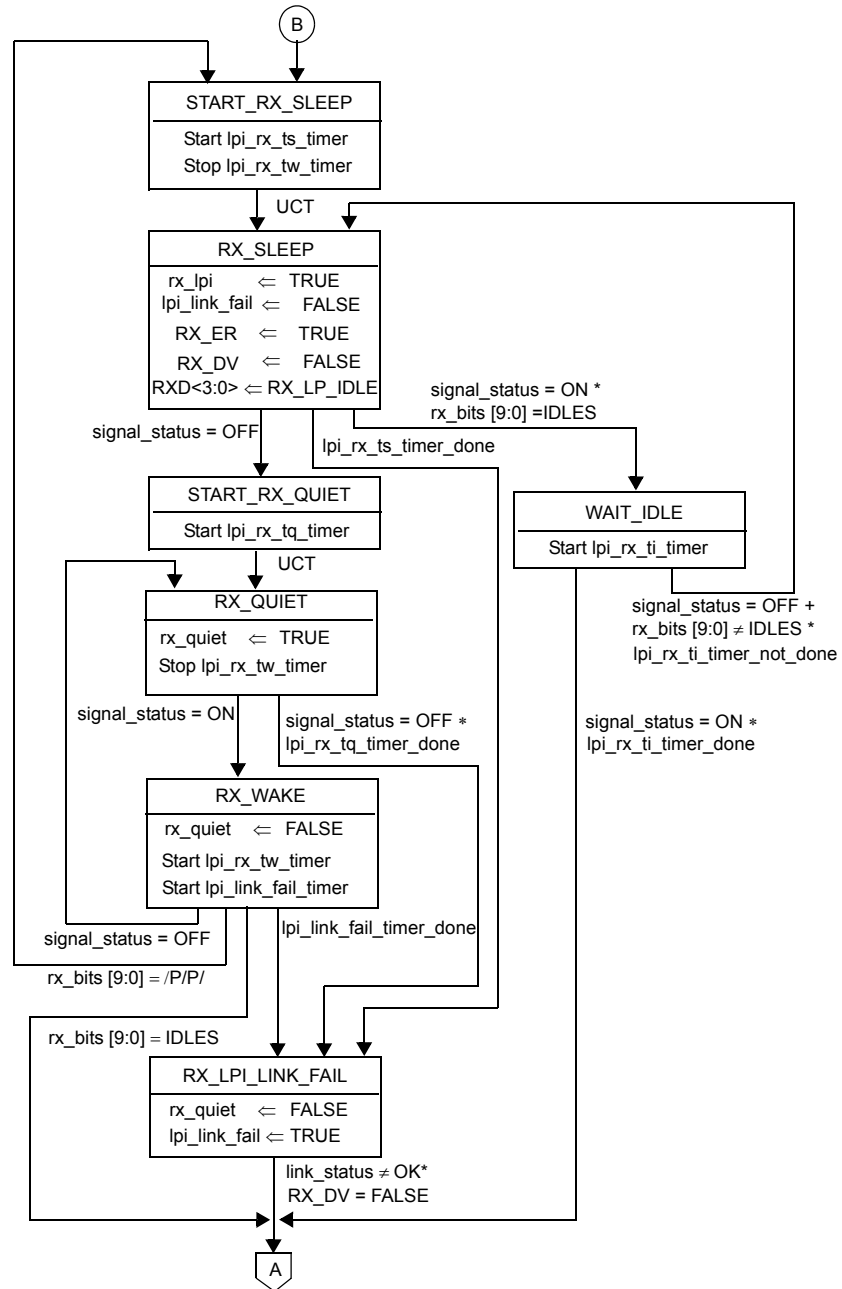 B
START_RX_SLEEP
Start lpi_rx_ts_timer
Stop lpi_rx_tw_timer
UCT
RX_SLEEP
rx_lpi ⇐ TRUE
lpi_link_fail ⇐ FALSE
RX_ER ⇐ TRUE
RX_DV ⇐ FALSE
RXD<3:0> ⇐ RX_LP_IDLE
signal_status = ON *
rx_bits [9:0] =IDLES
signal_status = OFF
lpi_rx_ts_timer_done
START_RX_QUIET
Start lpi_rx_tq_timer
WAIT_IDLE
Start lpi_rx_ti_timer
UCT
RX_QUIET
rx_quiet ⇐ TRUE
Stop lpi_rx_tw_timer
signal_status = OFF +
rx_bits [9:0] ≠ IDLES *
lpi_rx_ti_timer_not_done
signal_status = ON
signal_status = OFF *
lpi_rx_tq_timer_done
signal_status = ON *
lpi_rx_ti_timer_done
RX_WAKE
rx_quiet ⇐ FALSE
Start lpi_rx_tw_timer
Start lpi_link_fail_timer
signal_status = OFF
lpi_link_fail_timer_done
rx_bits [9:0] = /P/P/
rx_bits [9:0] = IDLES
RX_LPI_LINK_FAIL
rx_quiet ⇐ FALSE
lpi_link_fail ⇐ TRUE
link_status ≠ OK*
RX_DV = FALSE
A